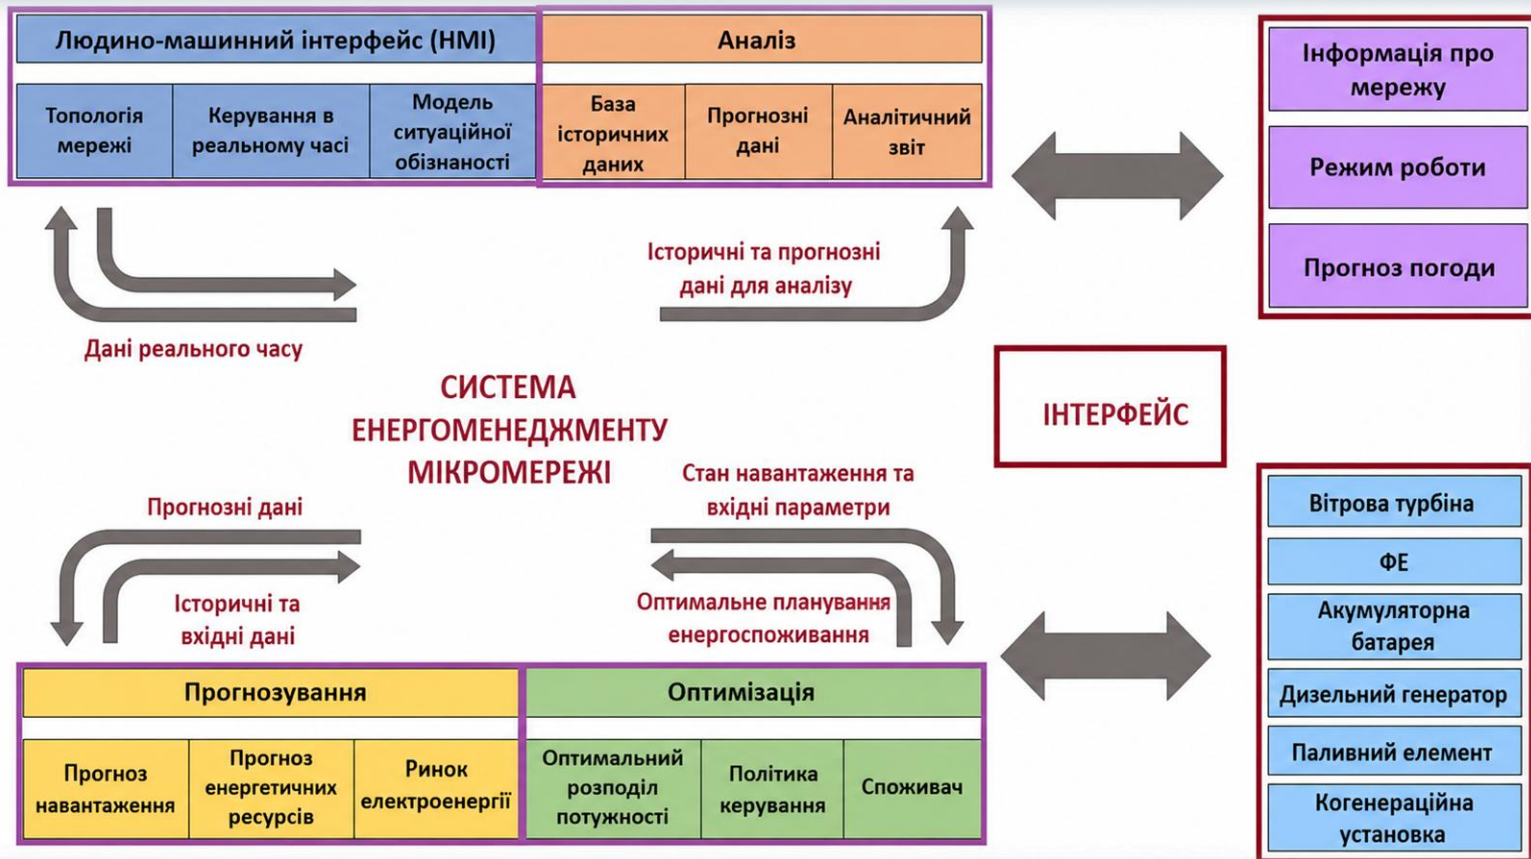 Людино-машинний інтерфейс (HMI)
Аналіз
Топологія
мережі
Керування в
реальному часі
Модель
ситуаційної
обізнаності
База
історичних
даних
Прогнозні
дані
Аналітичний
звіт
Інформація про
мережу
Режим роботи
Прогноз погоди
Історичні та прогнозні
дані для аналізу
Дані реального часу
СИСТЕМА
ЕНЕРГОМЕНЕДЖМЕНТУ
МІКРОМЕРЕЖІ
ІНТЕРФЕЙС
Прогнозні дані
Історичні та
вхідні дані
Стан навантаження та
вхідні параметри
Оптимальне планування
енергоспоживання
Прогнозування
Оптимізація
Прогноз
навантаження
Прогноз
енергетичних
ресурсів
Ринок
електроенергії
Оптимальний
розподіл
потужності
Політика
керування
Споживач
Вітрова турбіна
ФЕ
Акумуляторна
батарея
Дизельний генератор
Паливний елемент
Когенераційна
установка